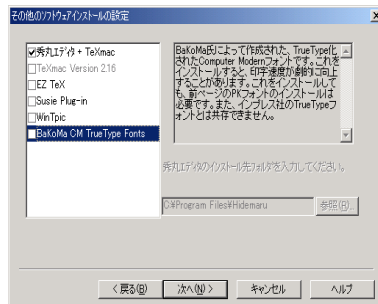 その他のソフトウェアインストールの設定
秀丸エディタ + TeXmac
TeXmac Version 2.16
EZ TeX
Susie Plug-in
WinTpic
BaKoMa CM TrueType Fonts
BaKoMa氏によって作成された、TrueType化
されたComputer Modernフォントです。これを
インストールすると、印字速度が劇的に向上
することがあります。これをインストールして
も、前ページのPKフォントのインストールは
必要です。また、インプレス社のTrueTypeフ
ォントとは共存できません。
秀丸エディタのインストール先フォルダを入力してください。
C:¥Program Files¥Hidemaru
参照(R)...
< 戻る(B)
次へ(N) >
キャンセル
ヘルプ